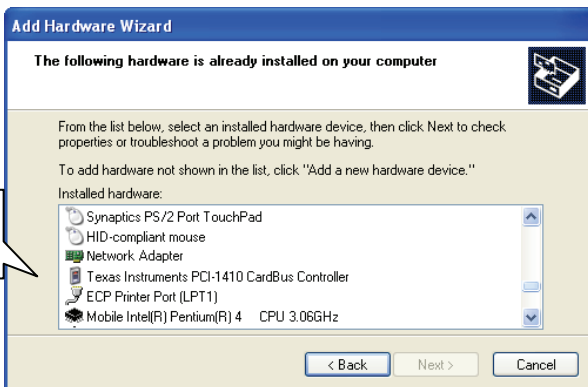 Add Hardware Wizard
The following hardware is already installed on your computer
From the list below, select an installed hardware device, then click Next to check
properties or troubleshoot a problem you might be having.
To add hardware not shown in the list, click "Add a new hardware device."
Installed hardware:
Synaptics PS/2 Port TouchPad
HID-compliant mouse
Network Adapter
Texas Instruments PCI-1410 CardBus Controller
ECP Printer Port (LPT1)
Mobile Intel(R) Pentium(R) 4 CPU 3.06GHz
< Back
Next >
Cancel